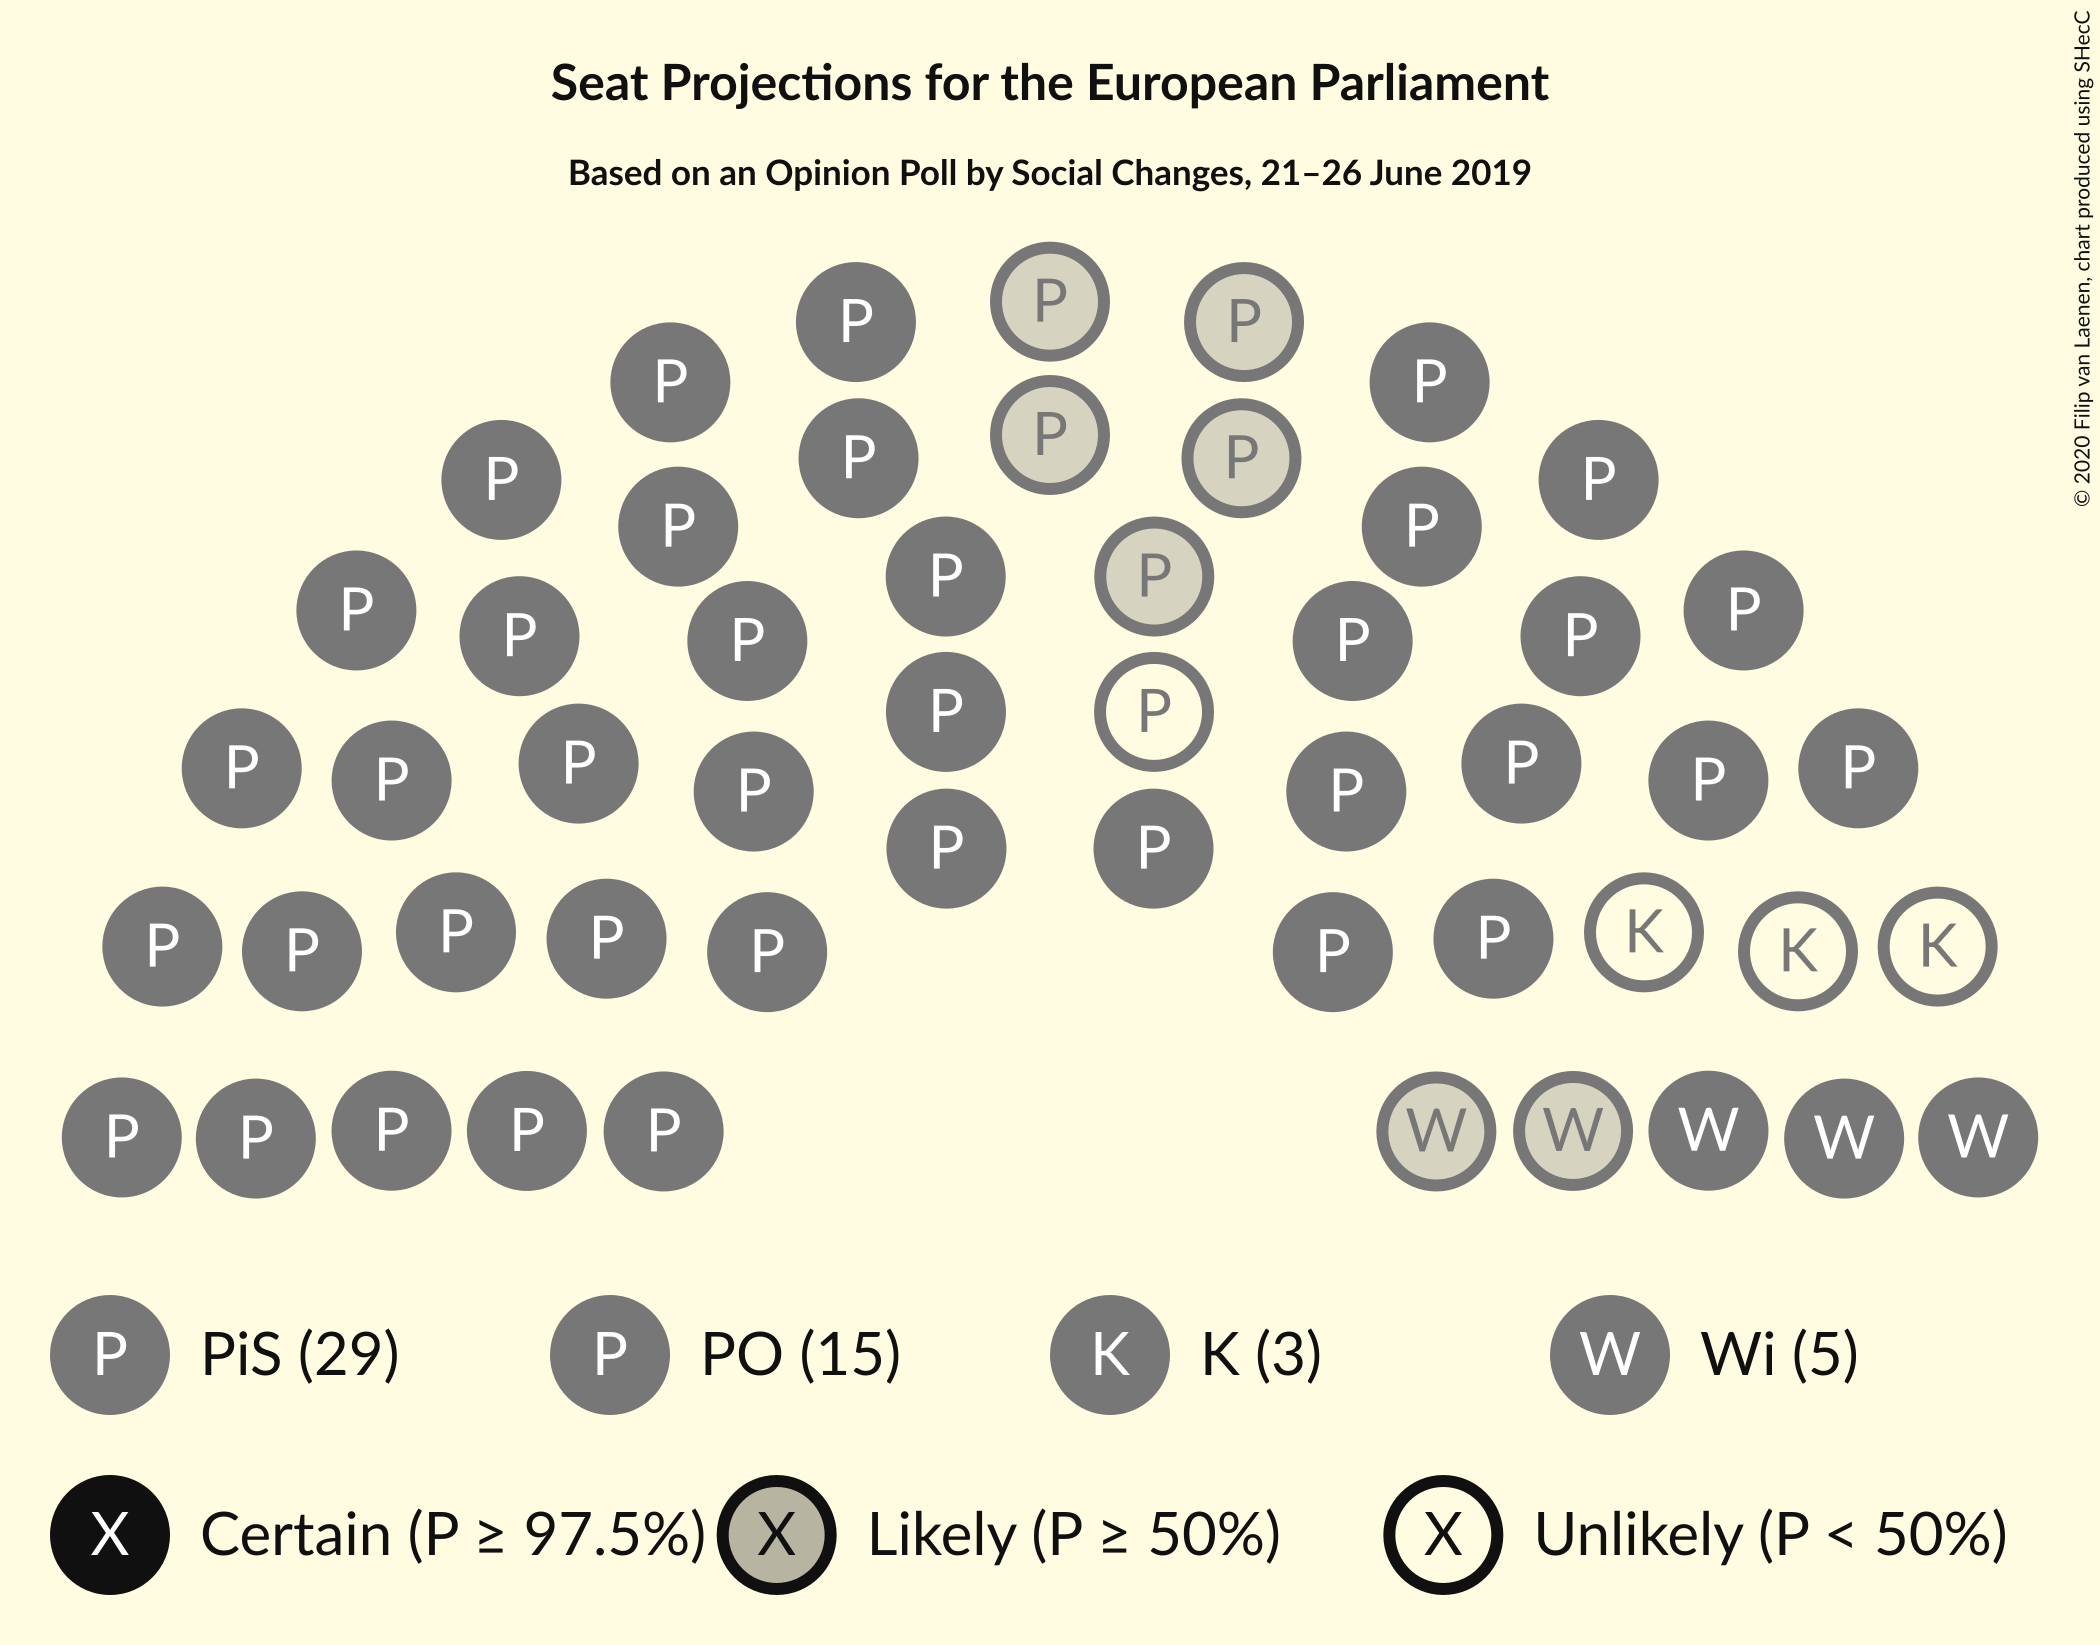 Seat Projections for the European Parliament
Based on an Opinion Poll by Social Changes, 21–26 June 2019
© 2020 Filip van Laenen, chart produced using SHecC
P P P
P P
P P P
P P
P P
P P
P P
P P P P
P P
P P P P P P P P
P P
P P P P P P P K K K
P P P P P W W W W W
P PiS (29) P PO (15) K K (3) W Wi (5)
X Certain (P ≥ 97.5%) X Likely (P ≥ 50%) X Unlikely (P < 50%)